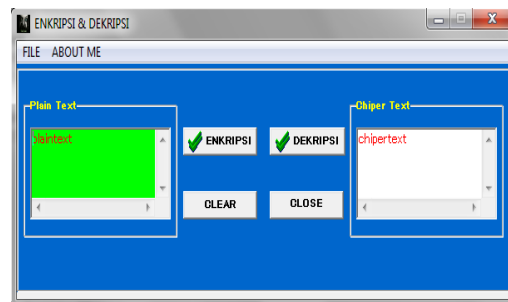 ENKRIPSI & DEKRIPSI
FILE ABOUT ME
Plain Text
plaintext
ENKRIPSI
DEKRIPSI
CLEAR
CLOSE
Chiper Text
chipertext